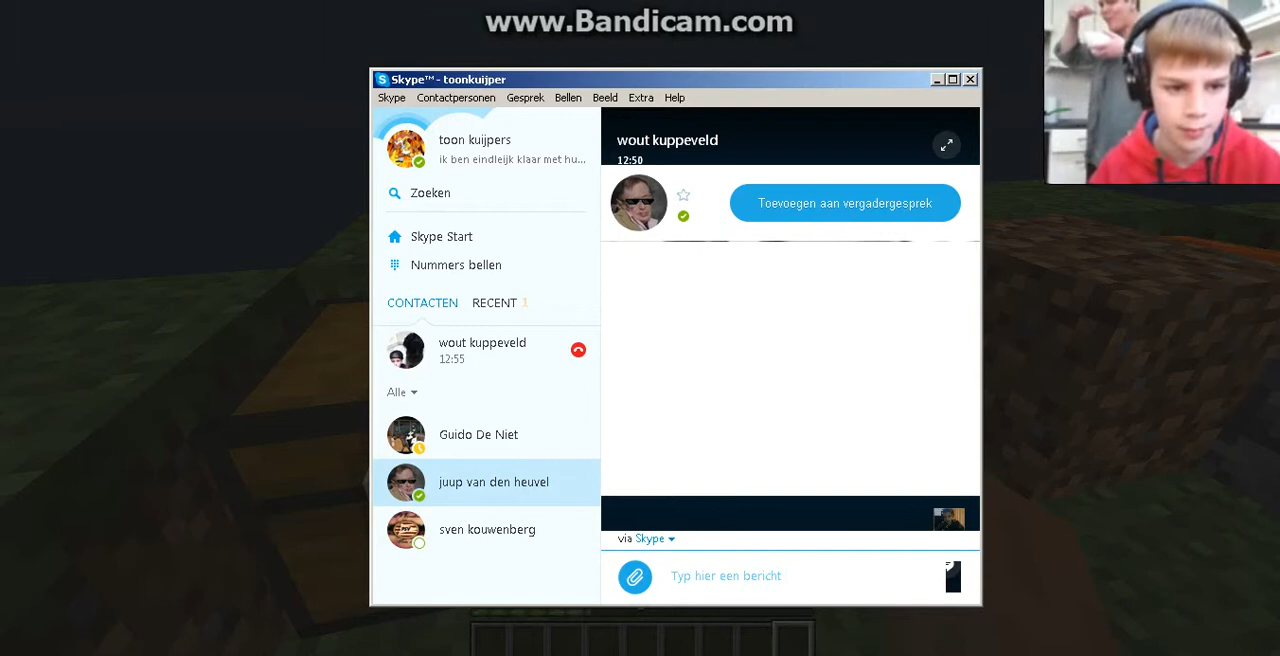 www.Bandicam.com
Skype™ - toonkuijper
Skype Contactpersonen Gesprek Bellen Beeld Extra Help
toon kuijpers
ik ben eindleijk klaar met hu...
Zoeken
Skype Start
Nummers bellen
CONTACTEN RECENT 1
wout kuppeveld
12:55
Alle
Guido De Niet
juup van den heuvel
sven kouwenberg
wout kuppeveld
12:50
Toevoegen aan vergadergesprek
via Skype
Typ hier een bericht